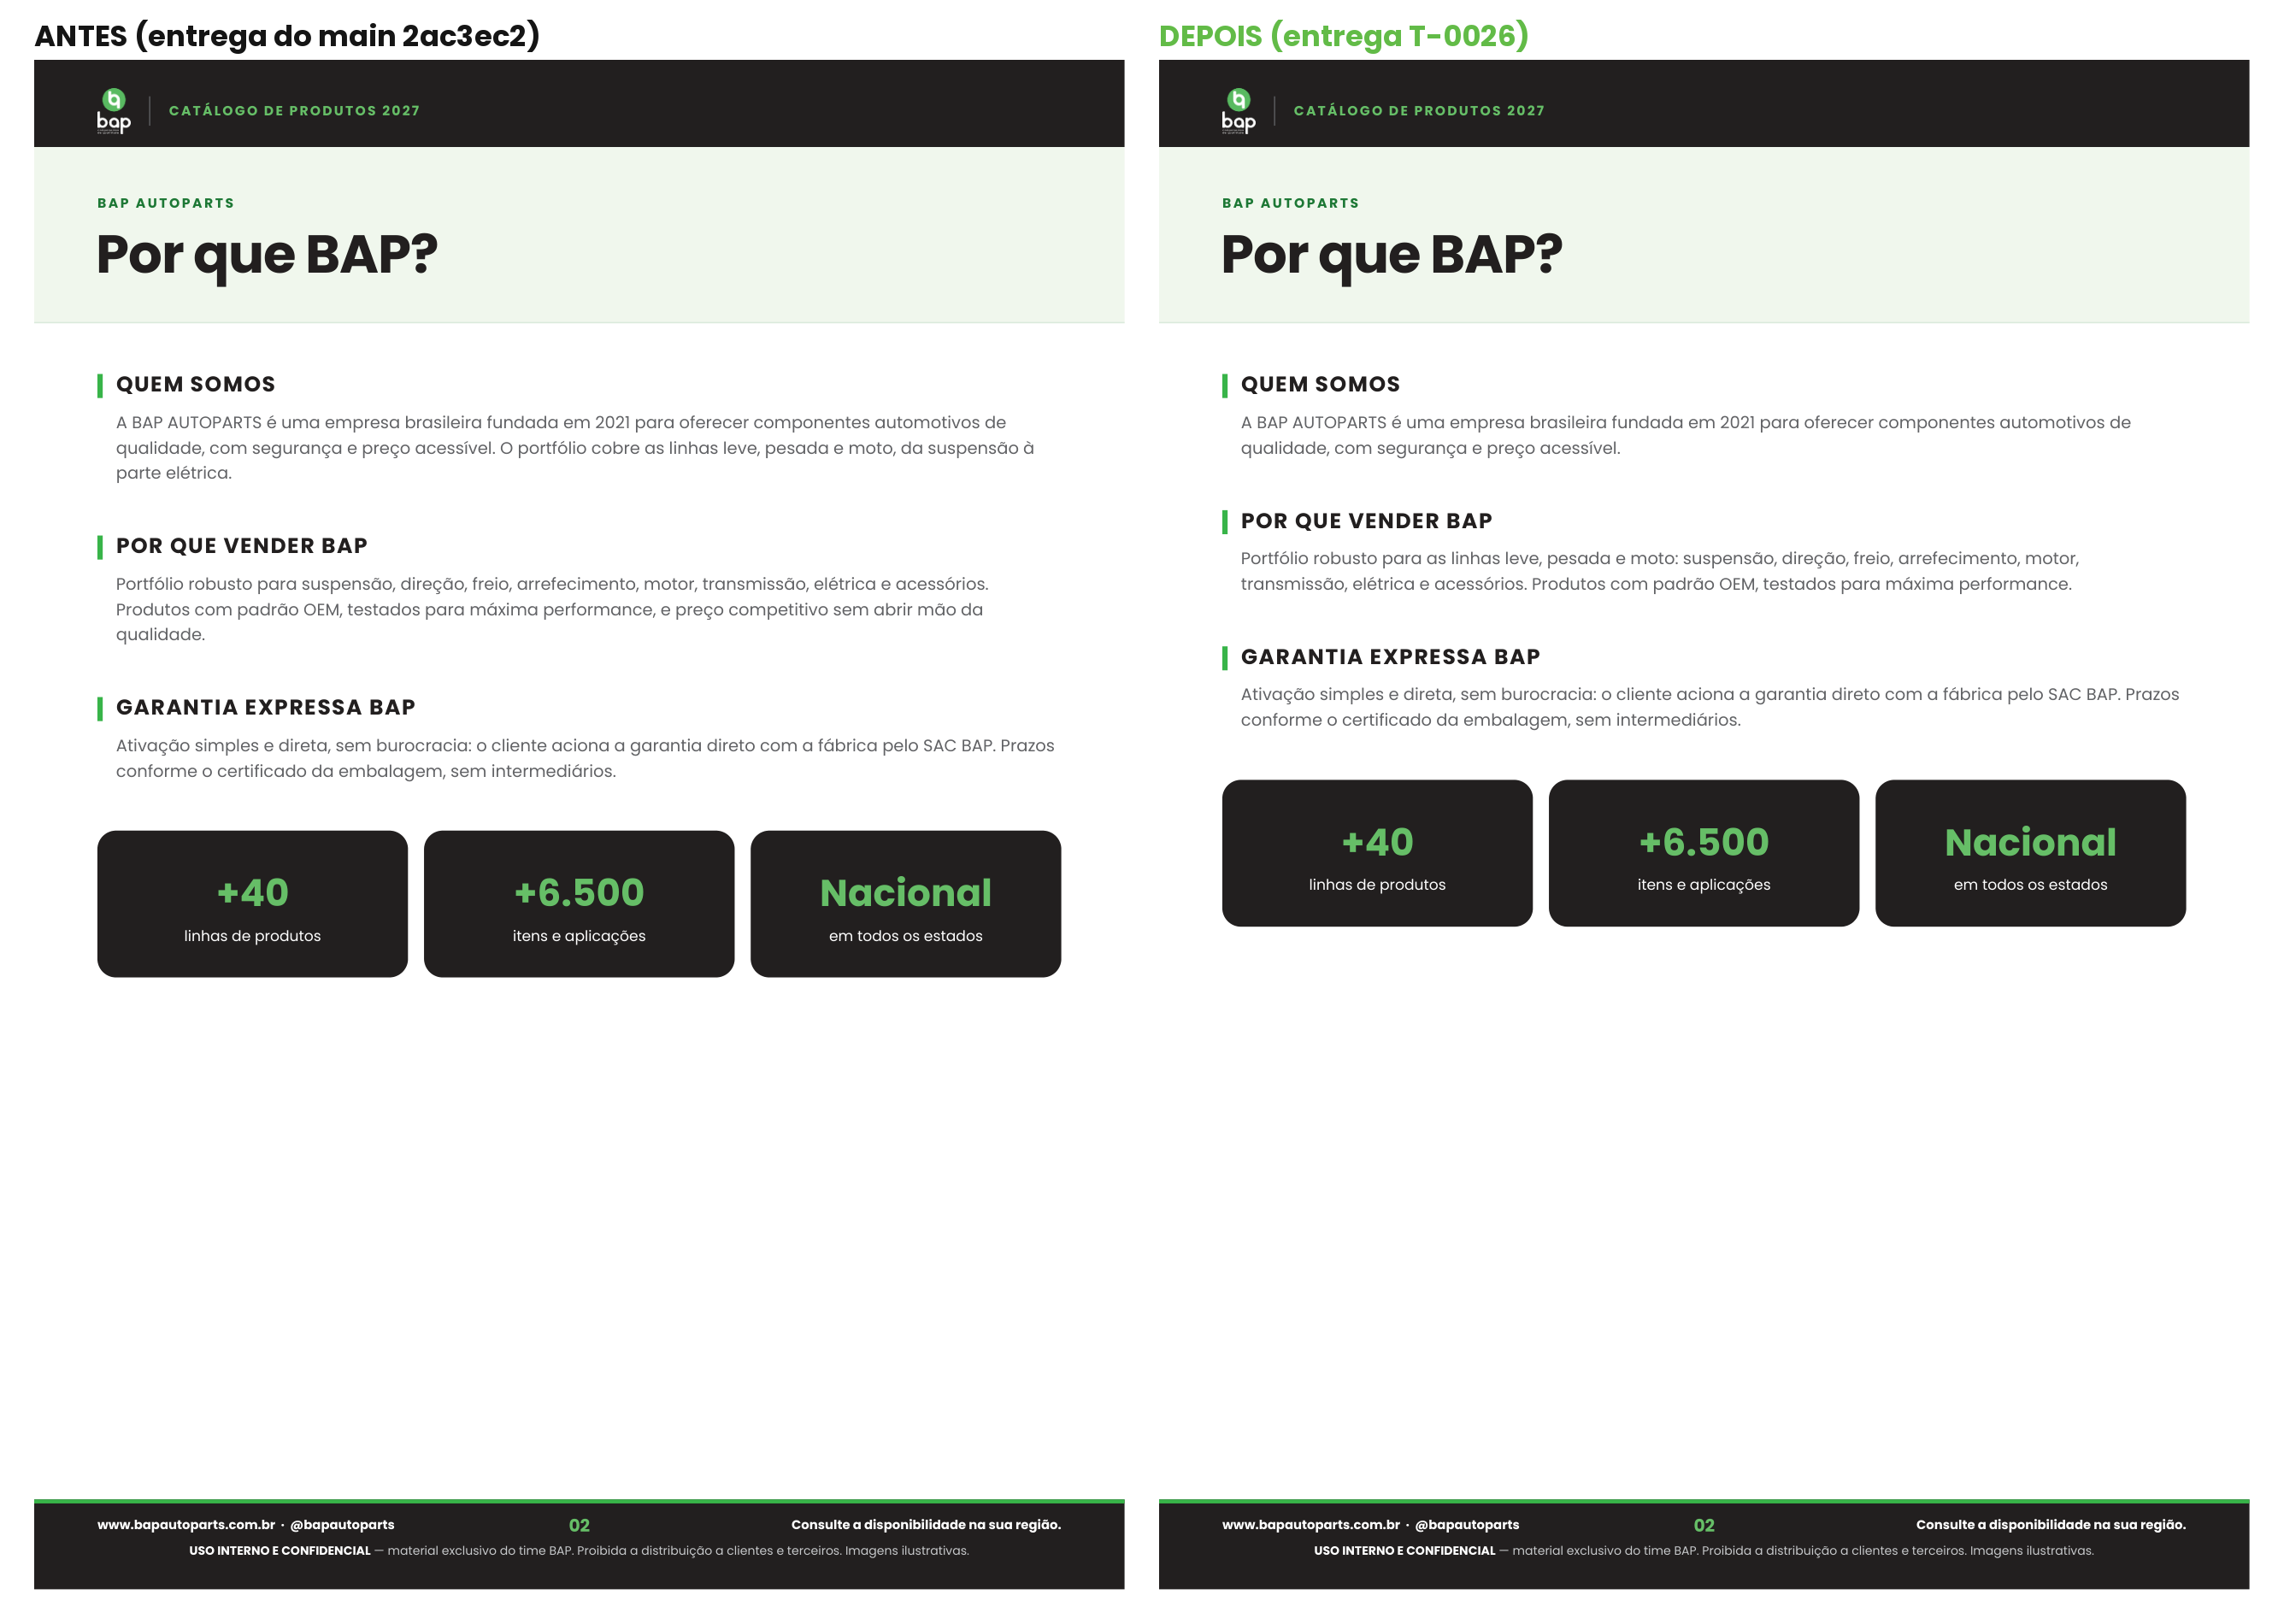 ANTES (entrega do main 2ac3ec2)
bap
CATÁLOGO DE PRODUTOS 2027
BAP AUTOPARTS
Por que BAP?
QUEM SOMOS
A BAP AUTOPARTS é uma empresa brasileira fundada em 2021 para oferecer componentes automotivos de
qualidade, com segurança e preço acessível. O portfólio cobre as linhas leve, pesada e moto, da suspensão à
parte elétrica.
POR QUE VENDER BAP
Portfólio robusto para suspensão, direção, freio, arrefecimento, motor, transmissão, elétrica e acessórios.
Produtos com padrão OEM, testados para máxima performance, e preço competitivo sem abrir mão da
qualidade.
GARANTIA EXPRESSA BAP
Ativação simples e direta, sem burocracia: o cliente aciona a garantia direto com a fábrica pelo SAC BAP. Prazos
conforme o certificado da embalagem, sem intermediários.
+40
linhas de produtos
+6.500
itens e aplicações
Nacional
em todos os estados
www.bapautoparts.com.br · @bapautoparts
02
Consulte a disponibilidade na sua região.
USO INTERNO E CONFIDENCIAL — material exclusivo do time BAP. Proibida a distribuição a clientes e terceiros. Imagens ilustrativas.
DEPOIS (entrega T-0026)
bap
CATÁLOGO DE PRODUTOS 2027
BAP AUTOPARTS
Por que BAP?
QUEM SOMOS
A BAP AUTOPARTS é uma empresa brasileira fundada em 2021 para oferecer componentes automotivos de
qualidade, com segurança e preço acessível.
POR QUE VENDER BAP
Portfólio robusto para as linhas leve, pesada e moto: suspensão, direção, freio, arrefecimento, motor,
transmissão, elétrica e acessórios. Produtos com padrão OEM, testados para máxima performance.
GARANTIA EXPRESSA BAP
Ativação simples e direta, sem burocracia: o cliente aciona a garantia direto com a fábrica pelo SAC BAP. Prazos
conforme o certificado da embalagem, sem intermediários.
+40
linhas de produtos
+6.500
itens e aplicações
Nacional
em todos os estados
www.bapautoparts.com.br · @bapautoparts
02
Consulte a disponibilidade na sua região.
USO INTERNO E CONFIDENCIAL — material exclusivo do time BAP. Proibida a distribuição a clientes e terceiros. Imagens ilustrativas.